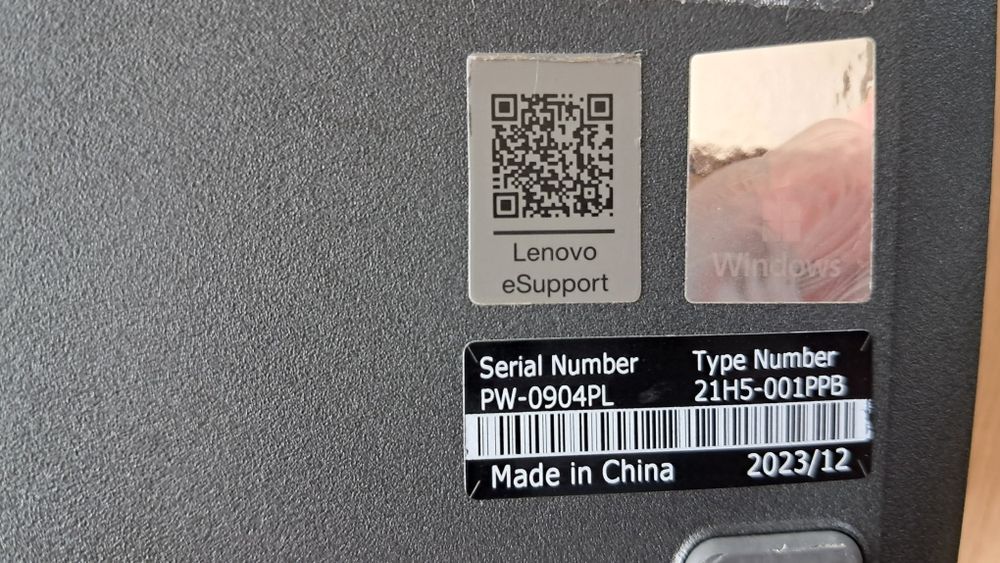 Lenovo
eSupport
Windows
Serial Number
PW-0904PL
Type Number
21H5-001PPB
Made in China
2023/12